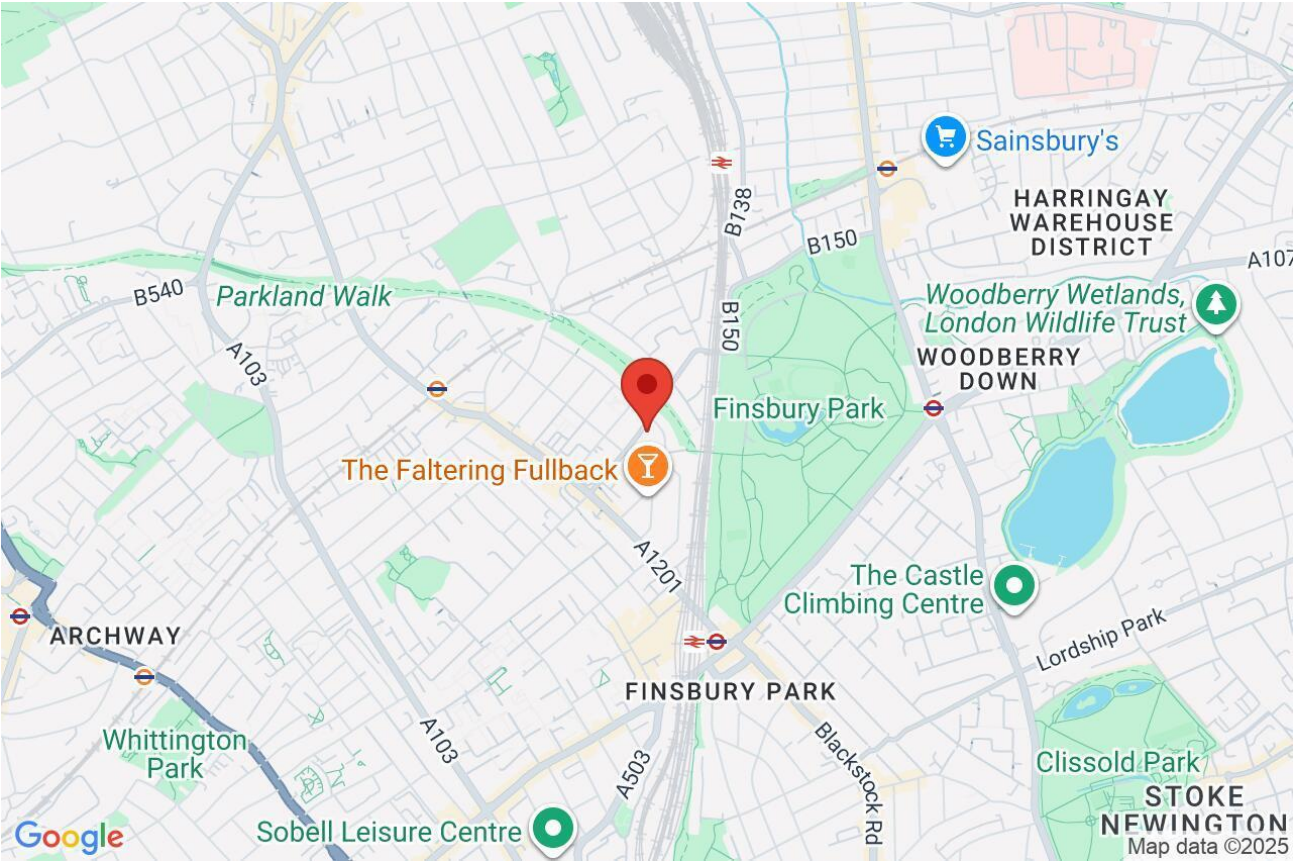 Sainsbury's
HARRINGAY
WAREHOUSE
DISTRICT
B138
B150
A107
B540
Parkland Walk
Woodberry Wetlands,
London Wildlife Trust
B150
A103
WOODBERRY
DOWN
Finsbury Park
The Faltering Fullback
A1201
The Castle
Climbing Centre
ARCHWAY
Lordship Park
FINSBURY PARK
Whittington
Park
A103
A503
Blackstock Rd
Clissold Park
STOKE
NEWINGTON
Sobell Leisure Centre
Google
Map data ©2025